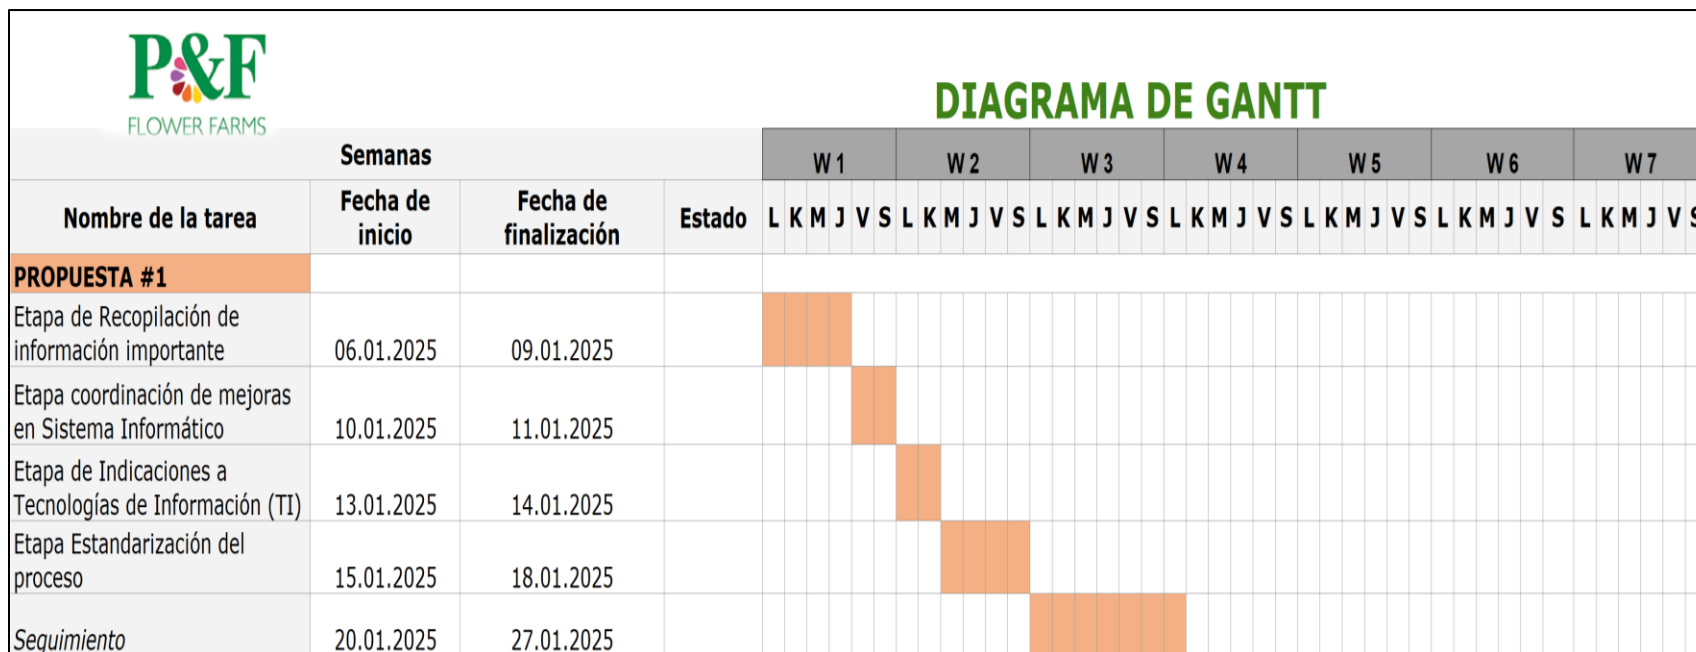 P&F
FLOWER FARMS
DIAGRAMA DE GANTT
Semanas W 1 W 2 W 3 W 4 W 5 W 6 W 7
Nombre de la tarea Fecha de inicio Fecha de finalización Estado L K M J V S L K M J V S L K M J V S L K M J V S L K M J V S L K M J V S L K M J V S
PROPUESTA #1
Etapa de Recopilación de
información importante 06.01.2025 09.01.2025
Etapa coordinación de mejoras
en Sistema Informático 10.01.2025 11.01.2025
Etapa de Indicaciones a
Tecnologías de Información (TI) 13.01.2025 14.01.2025
Etapa Estandarización del
proceso 15.01.2025 18.01.2025
Seguimiento 20.01.2025 27.01.2025